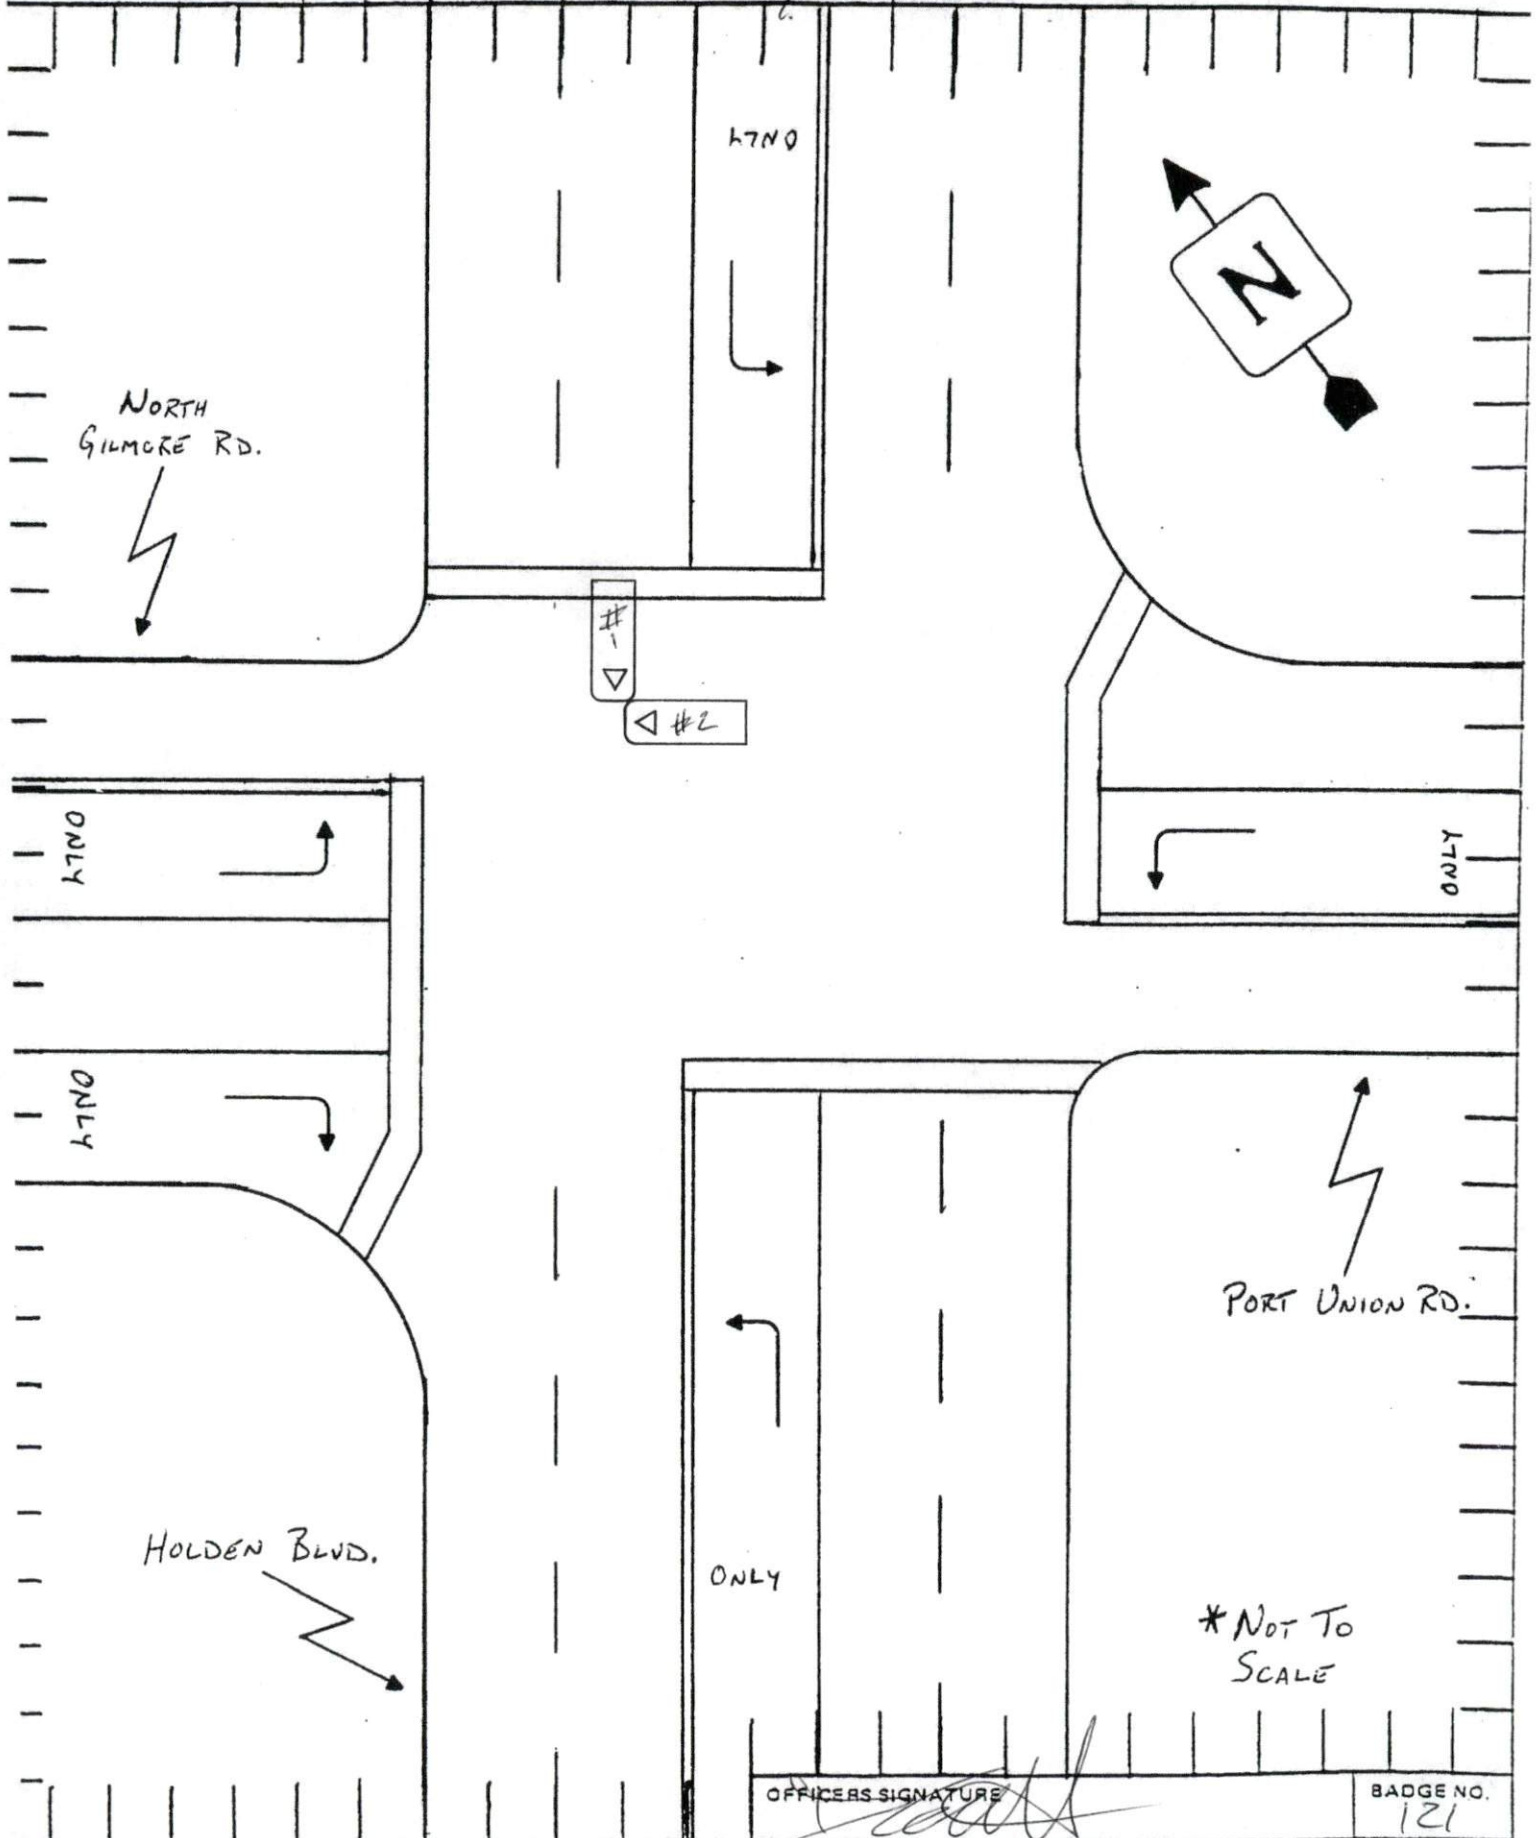 ONLY
N
NORTH
GILMORE RD.
#1
#2
ONLY
ONLY
ONLY
PORT UNION RD.
HOLDEN BLVD.
ONLY
*NOT TO
SCALE
OFFICERS SIGNATURE
BADGE NO.
121